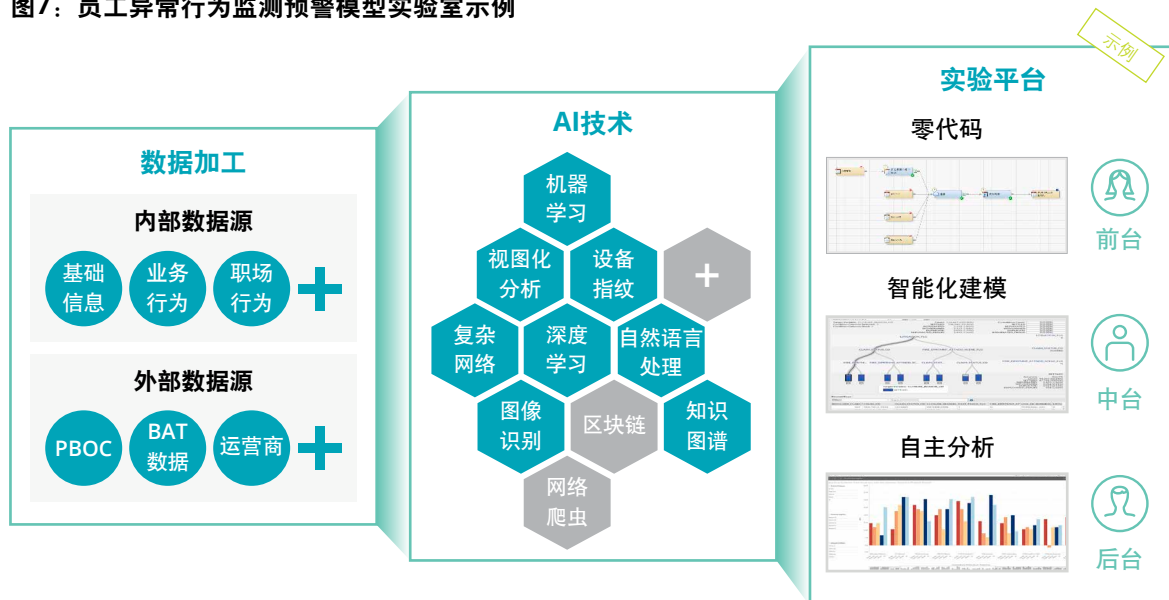 图7：员工异常行为监测预警模型实验室示例
示例
数据加工
内部数据源
基础
信息
业务
行为
职场
行为
外部数据源
PBOC
BAT
数据
运营商
AI技术
机器
学习
视图化
分析
设备
指纹
+
复杂
网络
深度
学习
自然语言
处理
图像
识别
区块链
知识
图谱
网络
爬虫
实验平台
零代码
前台
智能化建模
中台
自主分析
后台